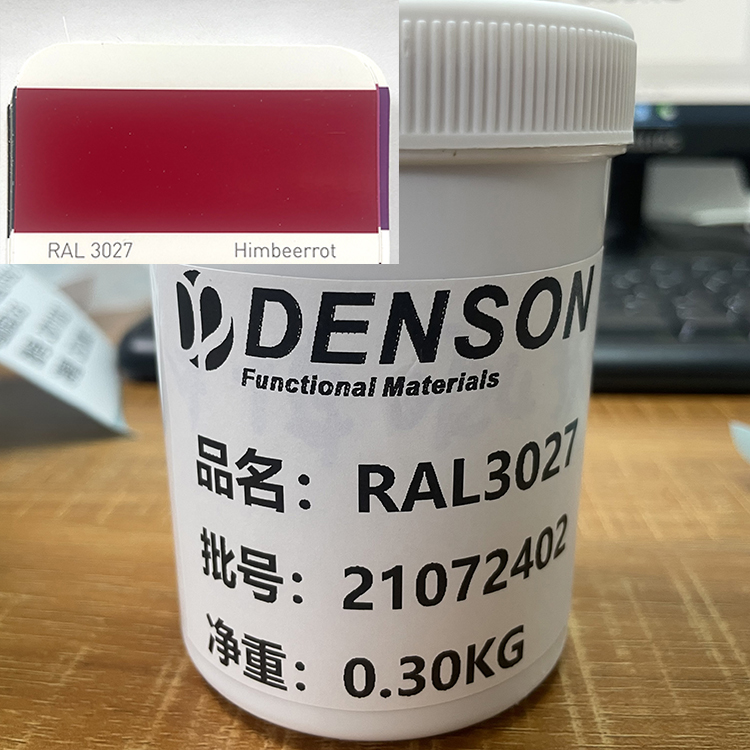 RAL 3027 Himbeerrot
DENSON
Functional Materials
品名：RAL3027
批号：21072402
净重：0.30KG